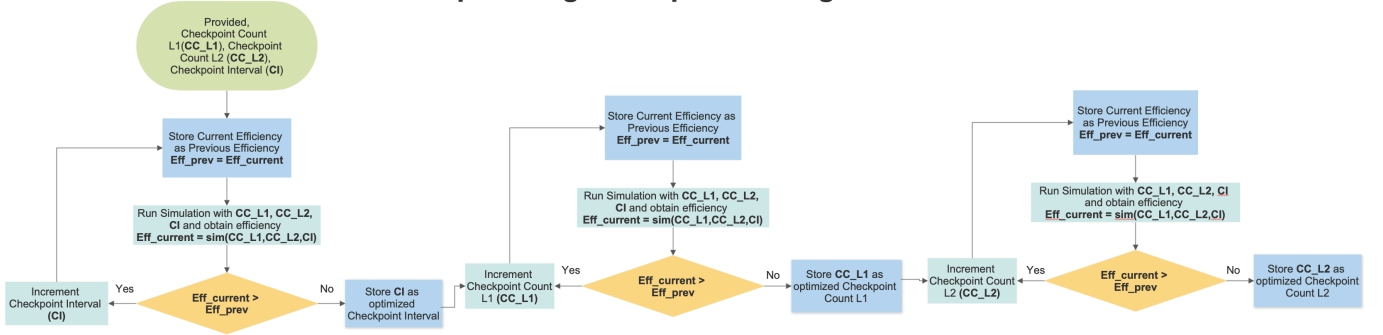 Provided,
Checkpoint Count
L1(CC_L1), Checkpoint
Count L2 (CC_L2),
Checkpoint Interval (CI)
Store Current Efficiency
as Previous Efficiency
Eff_prev = Eff_current
Run Simulation with CC_L1, CC_L2,
CI and obtain efficiency
Eff_current = sim(CC_L1,CC_L2,CI)
Eff_current >
Eff_prev
Yes
No
Increment
Checkpoint Interval
(CI)
Store CI as
optimized
Checkpoint Interval
Store Current Efficiency as
Previous Efficiency
Eff_prev = Eff_current
Run Simulation with CC_L1, CC_L2,
CI and obtain efficiency
Eff_current = sim(CC_L1,CC_L2,CI)
Eff_current >
Eff_prev
Yes
No
Increment
Checkpoint Count
L1 (CC_L1)
Store CC_L1 as
optimized Checkpoint
Count L1
Store Current Efficiency
as Previous Efficiency
Eff_prev = Eff_current
Run Simulation with CC_L1, CC_L2, CI
and obtain efficiency
Eff_current = sim(CC_L1,CC_L2,CI)
Eff_current >
Eff_prev
Yes
No
Increment
Checkpoint Count
L2 (CC_L2)
Store CC_L2 as
optimized Checkpoint
Count L2